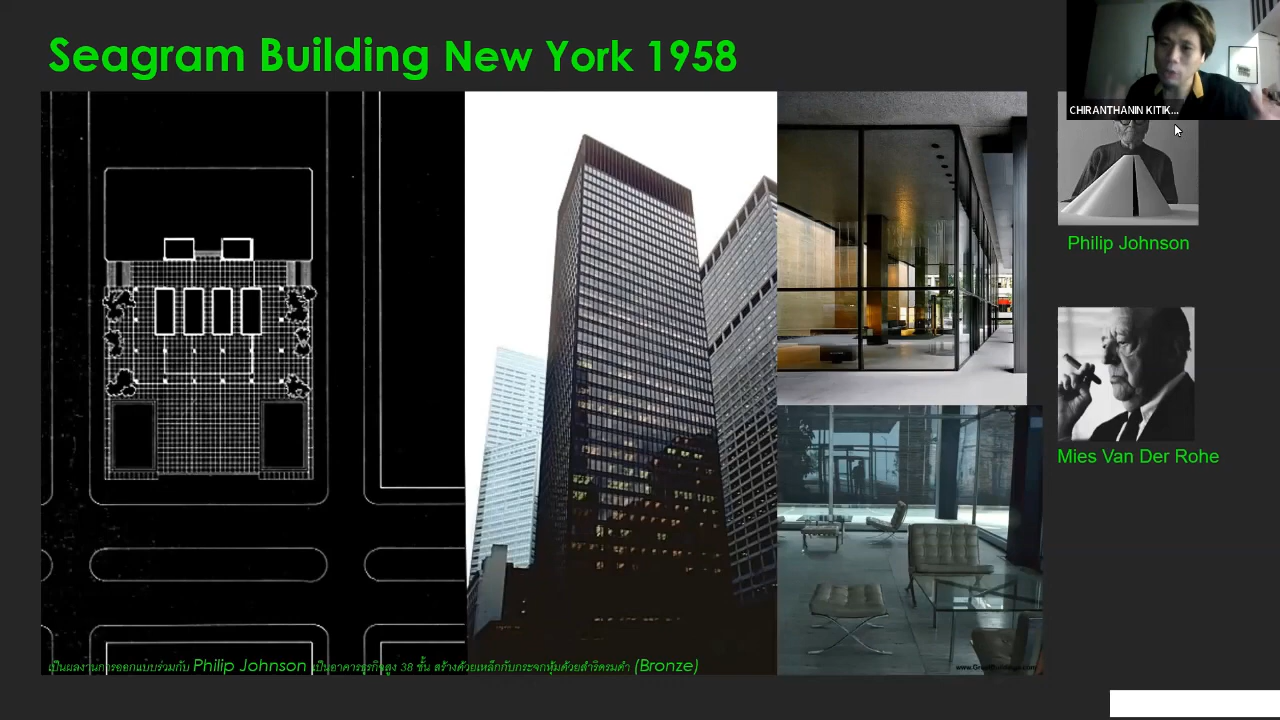 Seagram Building New York 1958
CHIRANTHANIN KITIK...
Philip Johnson
Mies Van Der Rohe
เป็นผลงานการออกแบบร่วมกับ Philip Johnson เป็นอาคารธุรกิจสูง 38 ชั้น สร้างด้วยเหล็กกับกระจกหุ้มด้วยสำริดรมดำ (Bronze)
www.GreatBuildings.com